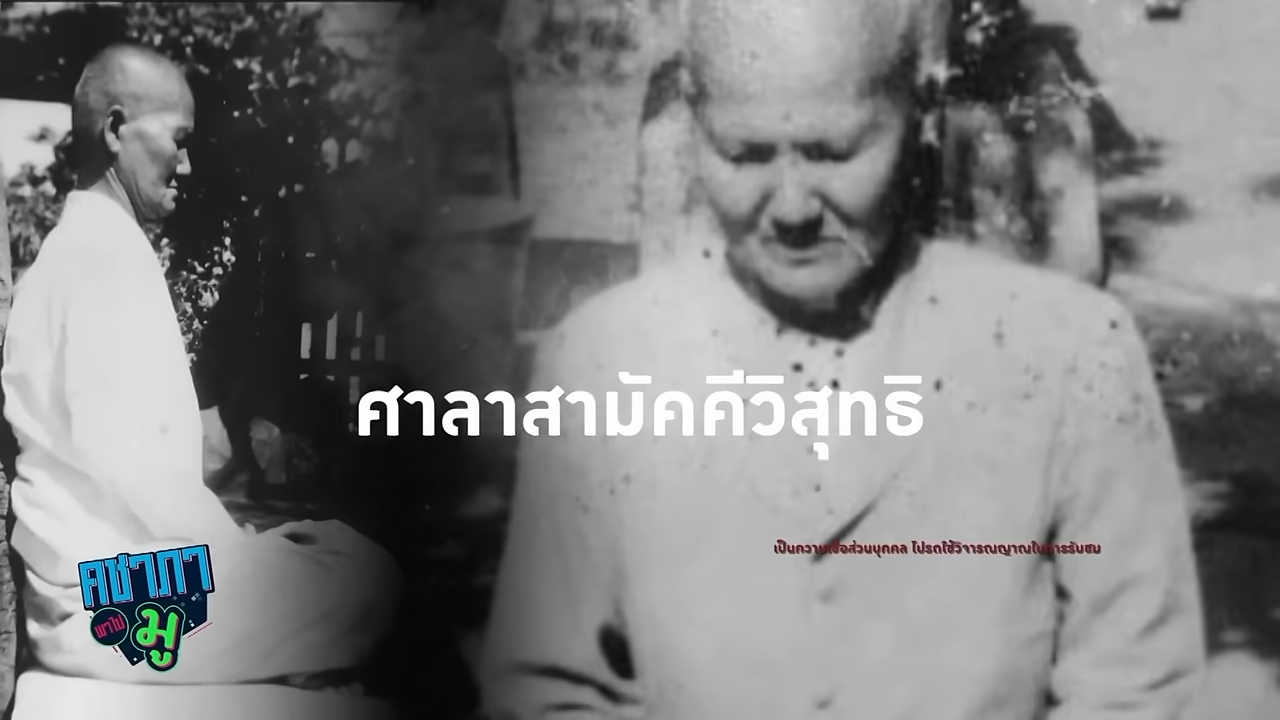 ศาลาสามัคคีวิสุทธิ
เป็นความเชื่อส่วนบุคคล โปรดใช้วิจารณญาณในการรับชม
คชาภา
พาไป
มู